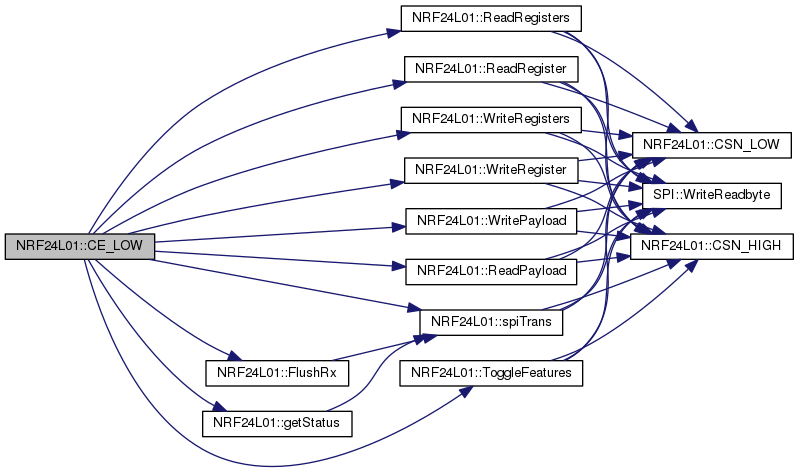 NRF24L01::ReadRegisters
NRF24L01::ReadRegister
NRF24L01::WriteRegisters
NRF24L01::CSN_LOW
NRF24L01::WriteRegister
SPI::WriteReadbyte
NRF24L01::WritePayload
NRF24L01::CE_LOW
NRF24L01::CSN_HIGH
NRF24L01::ReadPayload
NRF24L01::spiTrans
NRF24L01::FlushRx
NRF24L01::ToggleFeatures
NRF24L01::getStatus